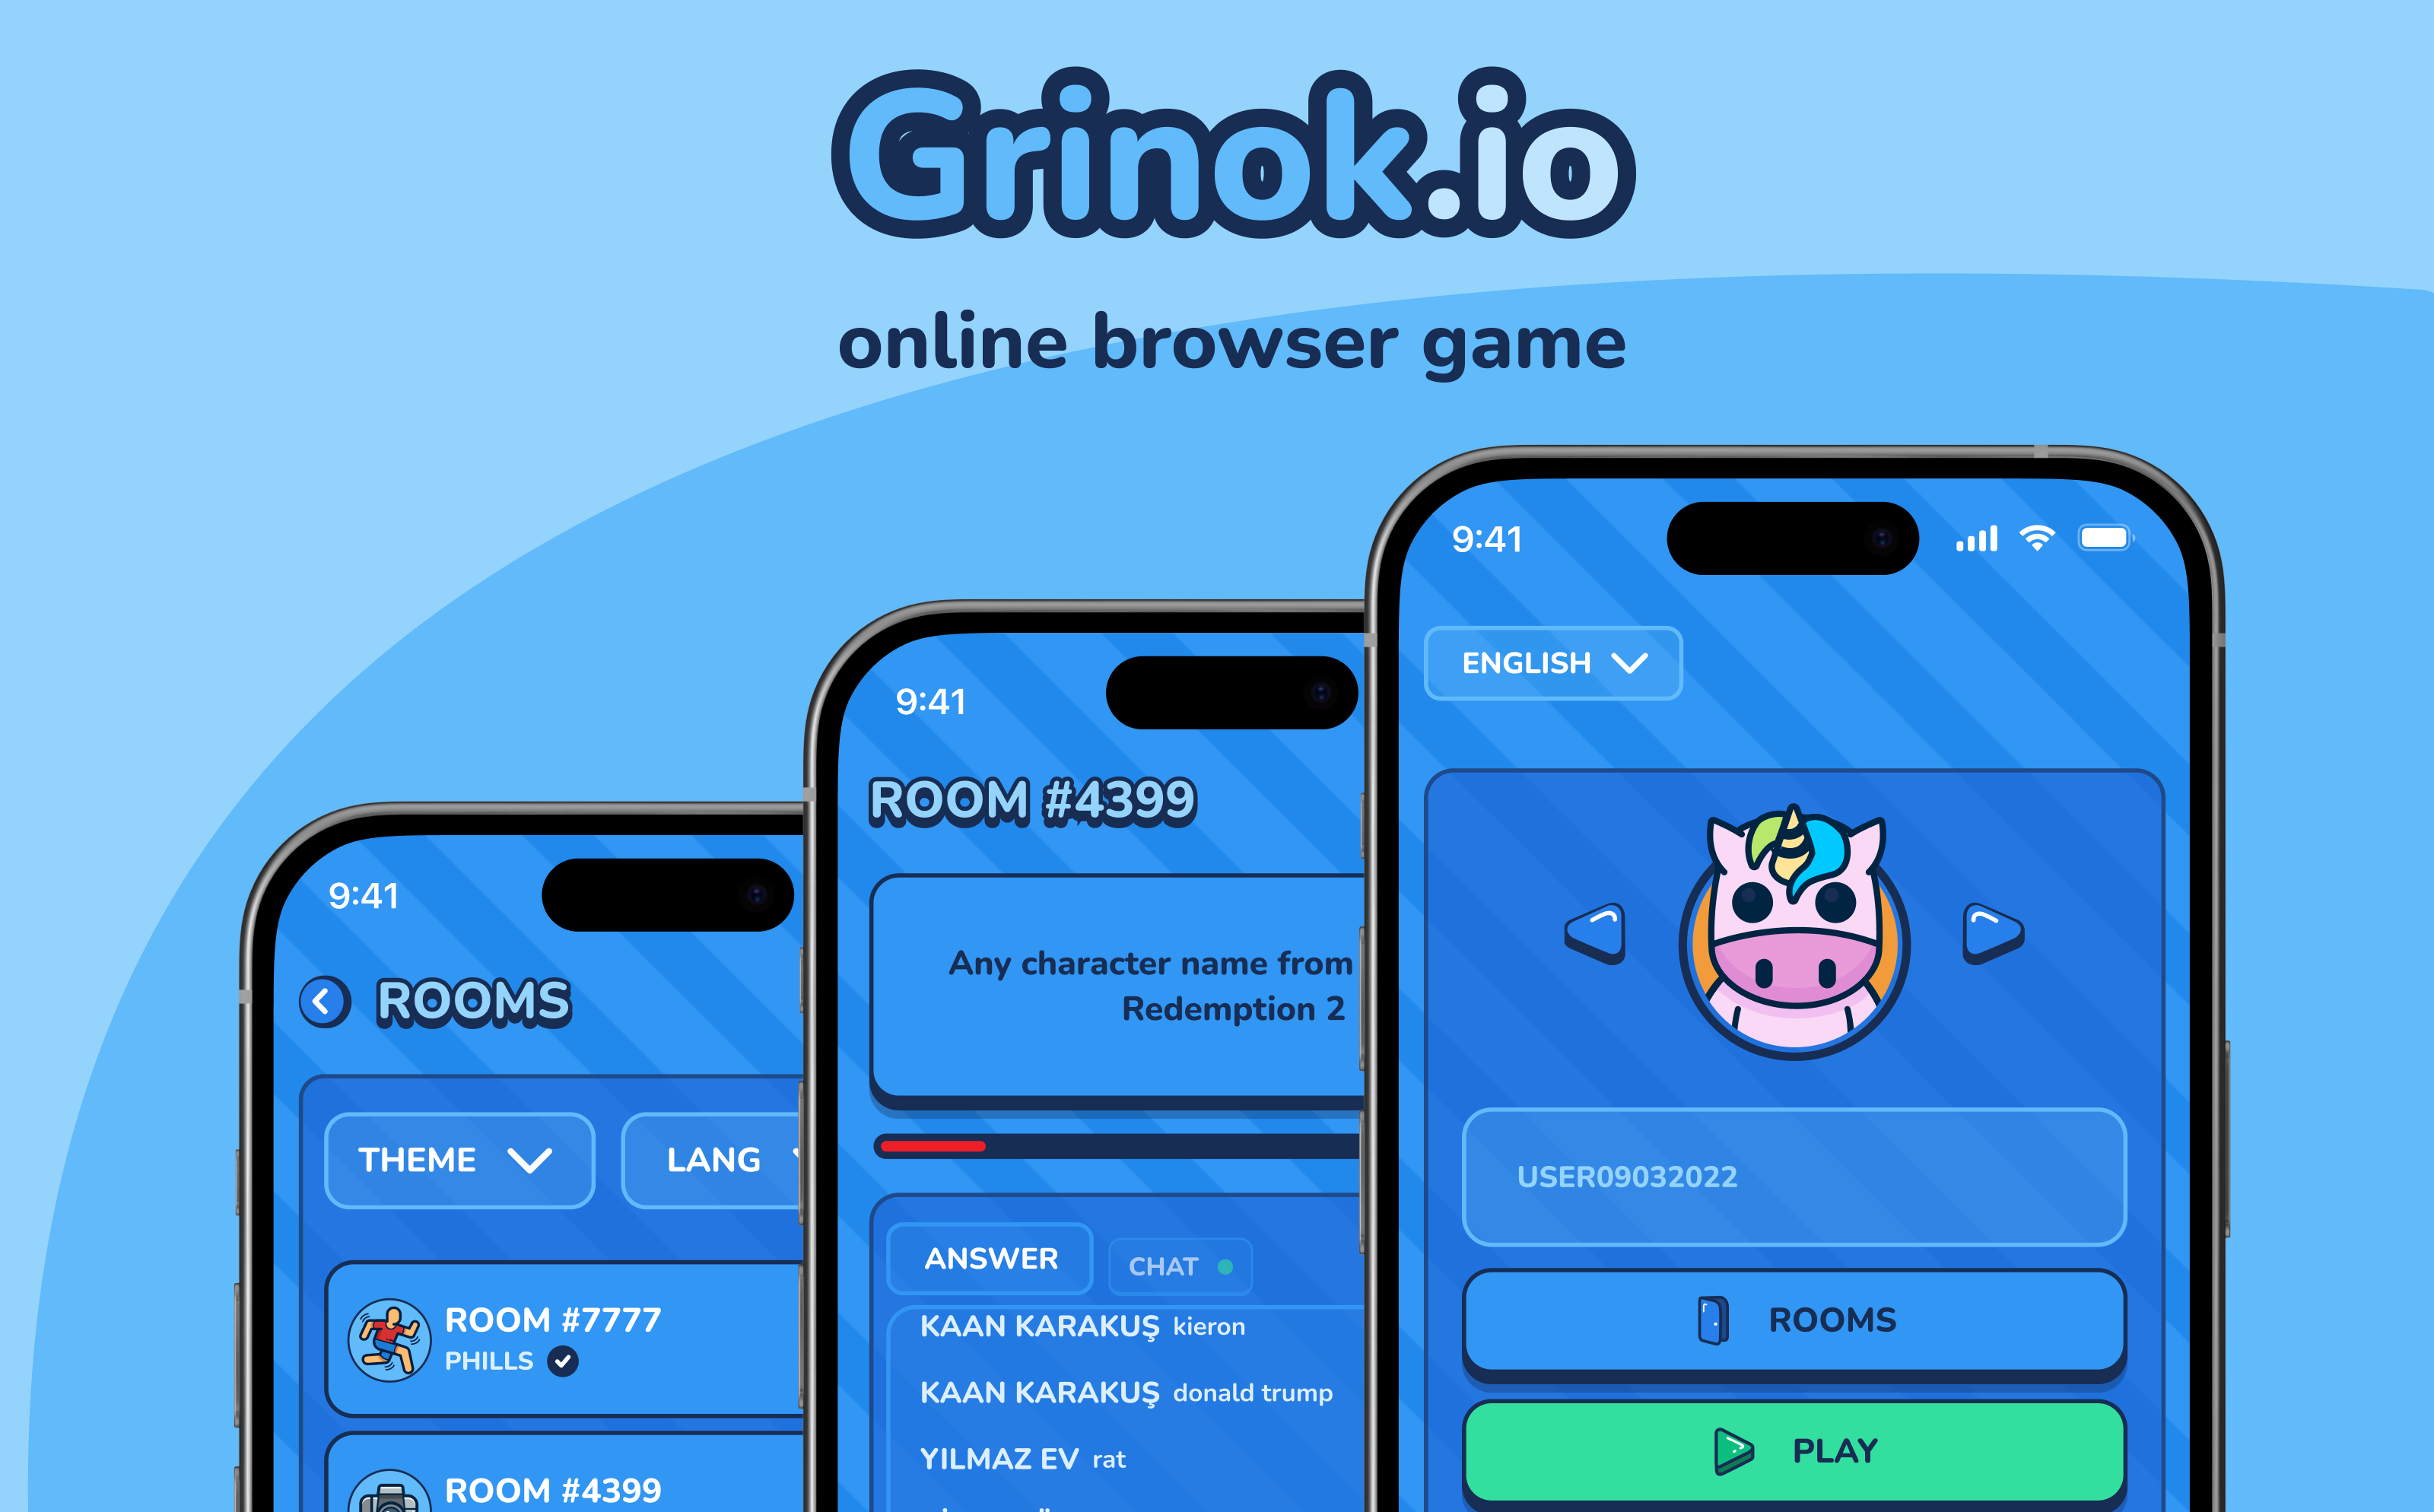 Grinok.io
online browser game
9:41
ROOMS
THEME
LANG
ROOM #7777
PHILLS
ROOM #4399
9:41
ROOM #4399
Any character name from
Redemption 2
ANSWER
CHAT
KAAN KARAKUŞ kieron
KAAN KARAKUŞ donald trump
YILMAZ EV rat
9:41
ENGLISH
USER09032022
ROOMS
PLAY